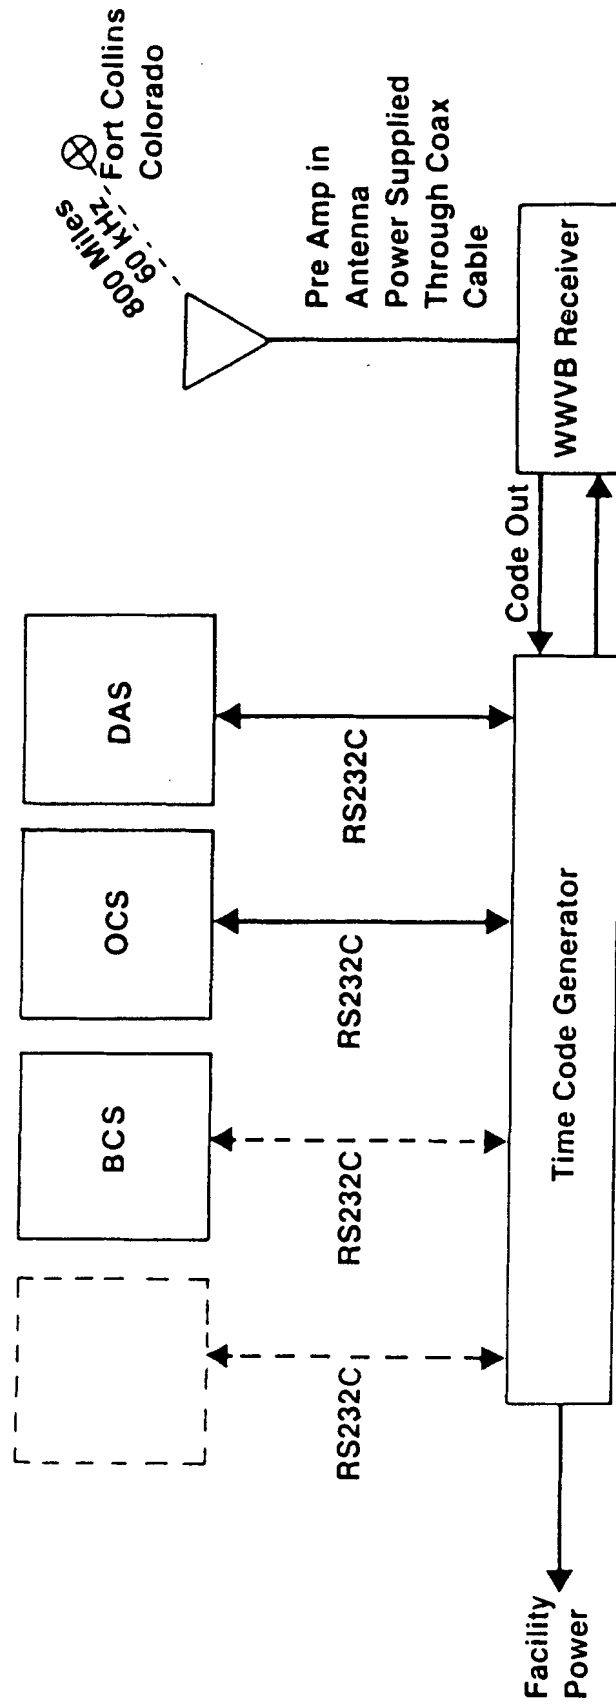 800 Miles
60 kHz
Fort Collins
Colorado
Pre Amp in
Antenna
Power Supplied
Through Coax
Cable
BCS
OCS
DAS
RS232C
RS232C
RS232C
RS232C
Code Out
WWVB Receiver
Time Code Generator
Facility
Power